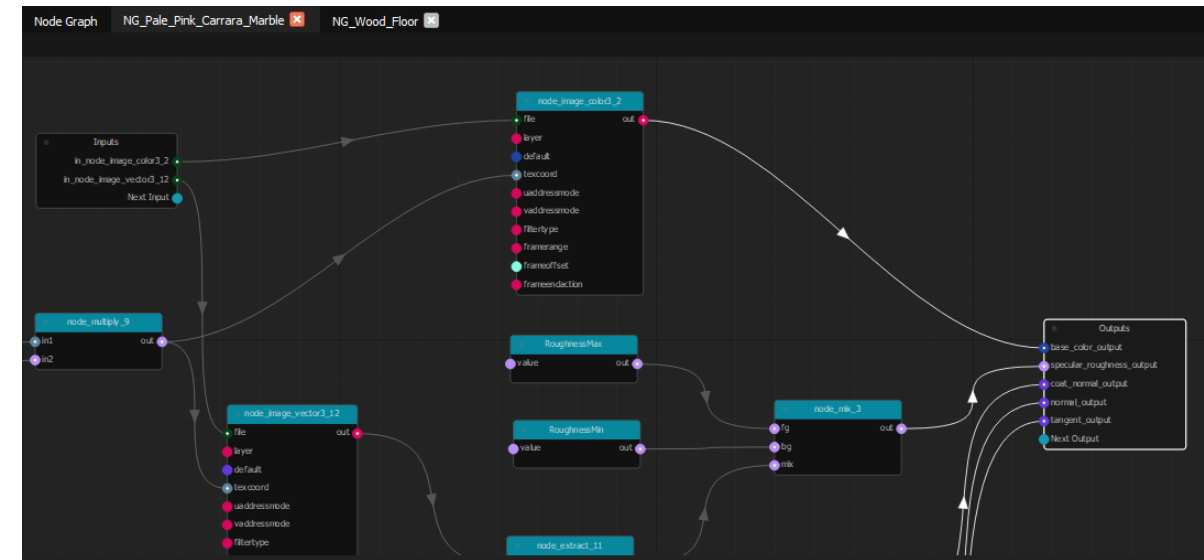 Node Graph
NG_Pale_Pink_Carrara_Marble
NG_Wood_Floor
Inputs
in_node_image_color3_2
in_node_image_vector3_12
Next Input
node_image_color3_2
file
out
layer
default
texcoord
uaddressmode
vaddressmode
filtertype
framerange
frameoffset
frameendaction
node_multiply_9
in1
out
in2
node_image_vector3_12
file
out
layer
default
texcoord
uaddressmode
vaddressmode
filtertype
RoughnessMax
value
out
RoughnessMin
value
out
node_extract_11
node_mix_3
fg
out
bg
mix
Outputs
base_color_output
specular_roughness_output
coat_normal_output
normal_output
tangent_output
Next Output